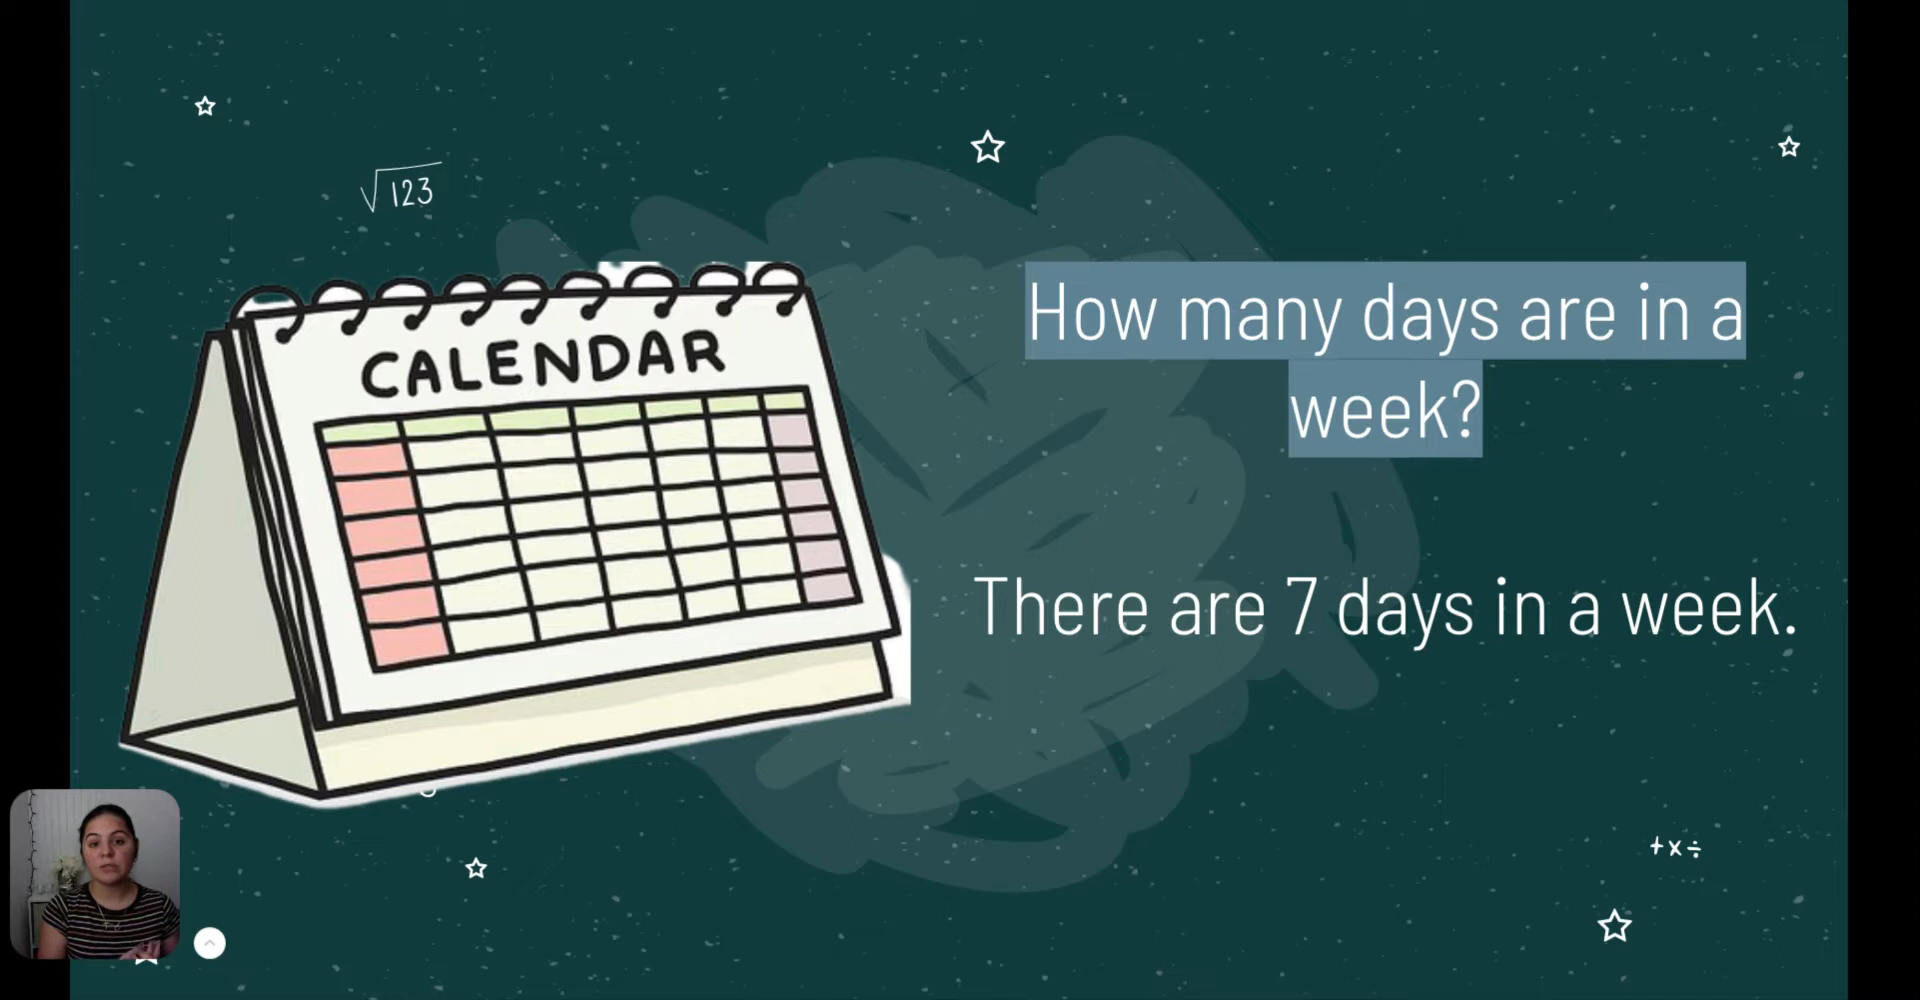 √123
CALENDAR
How many days are in a
week?
There are 7 days in a week.
+x÷